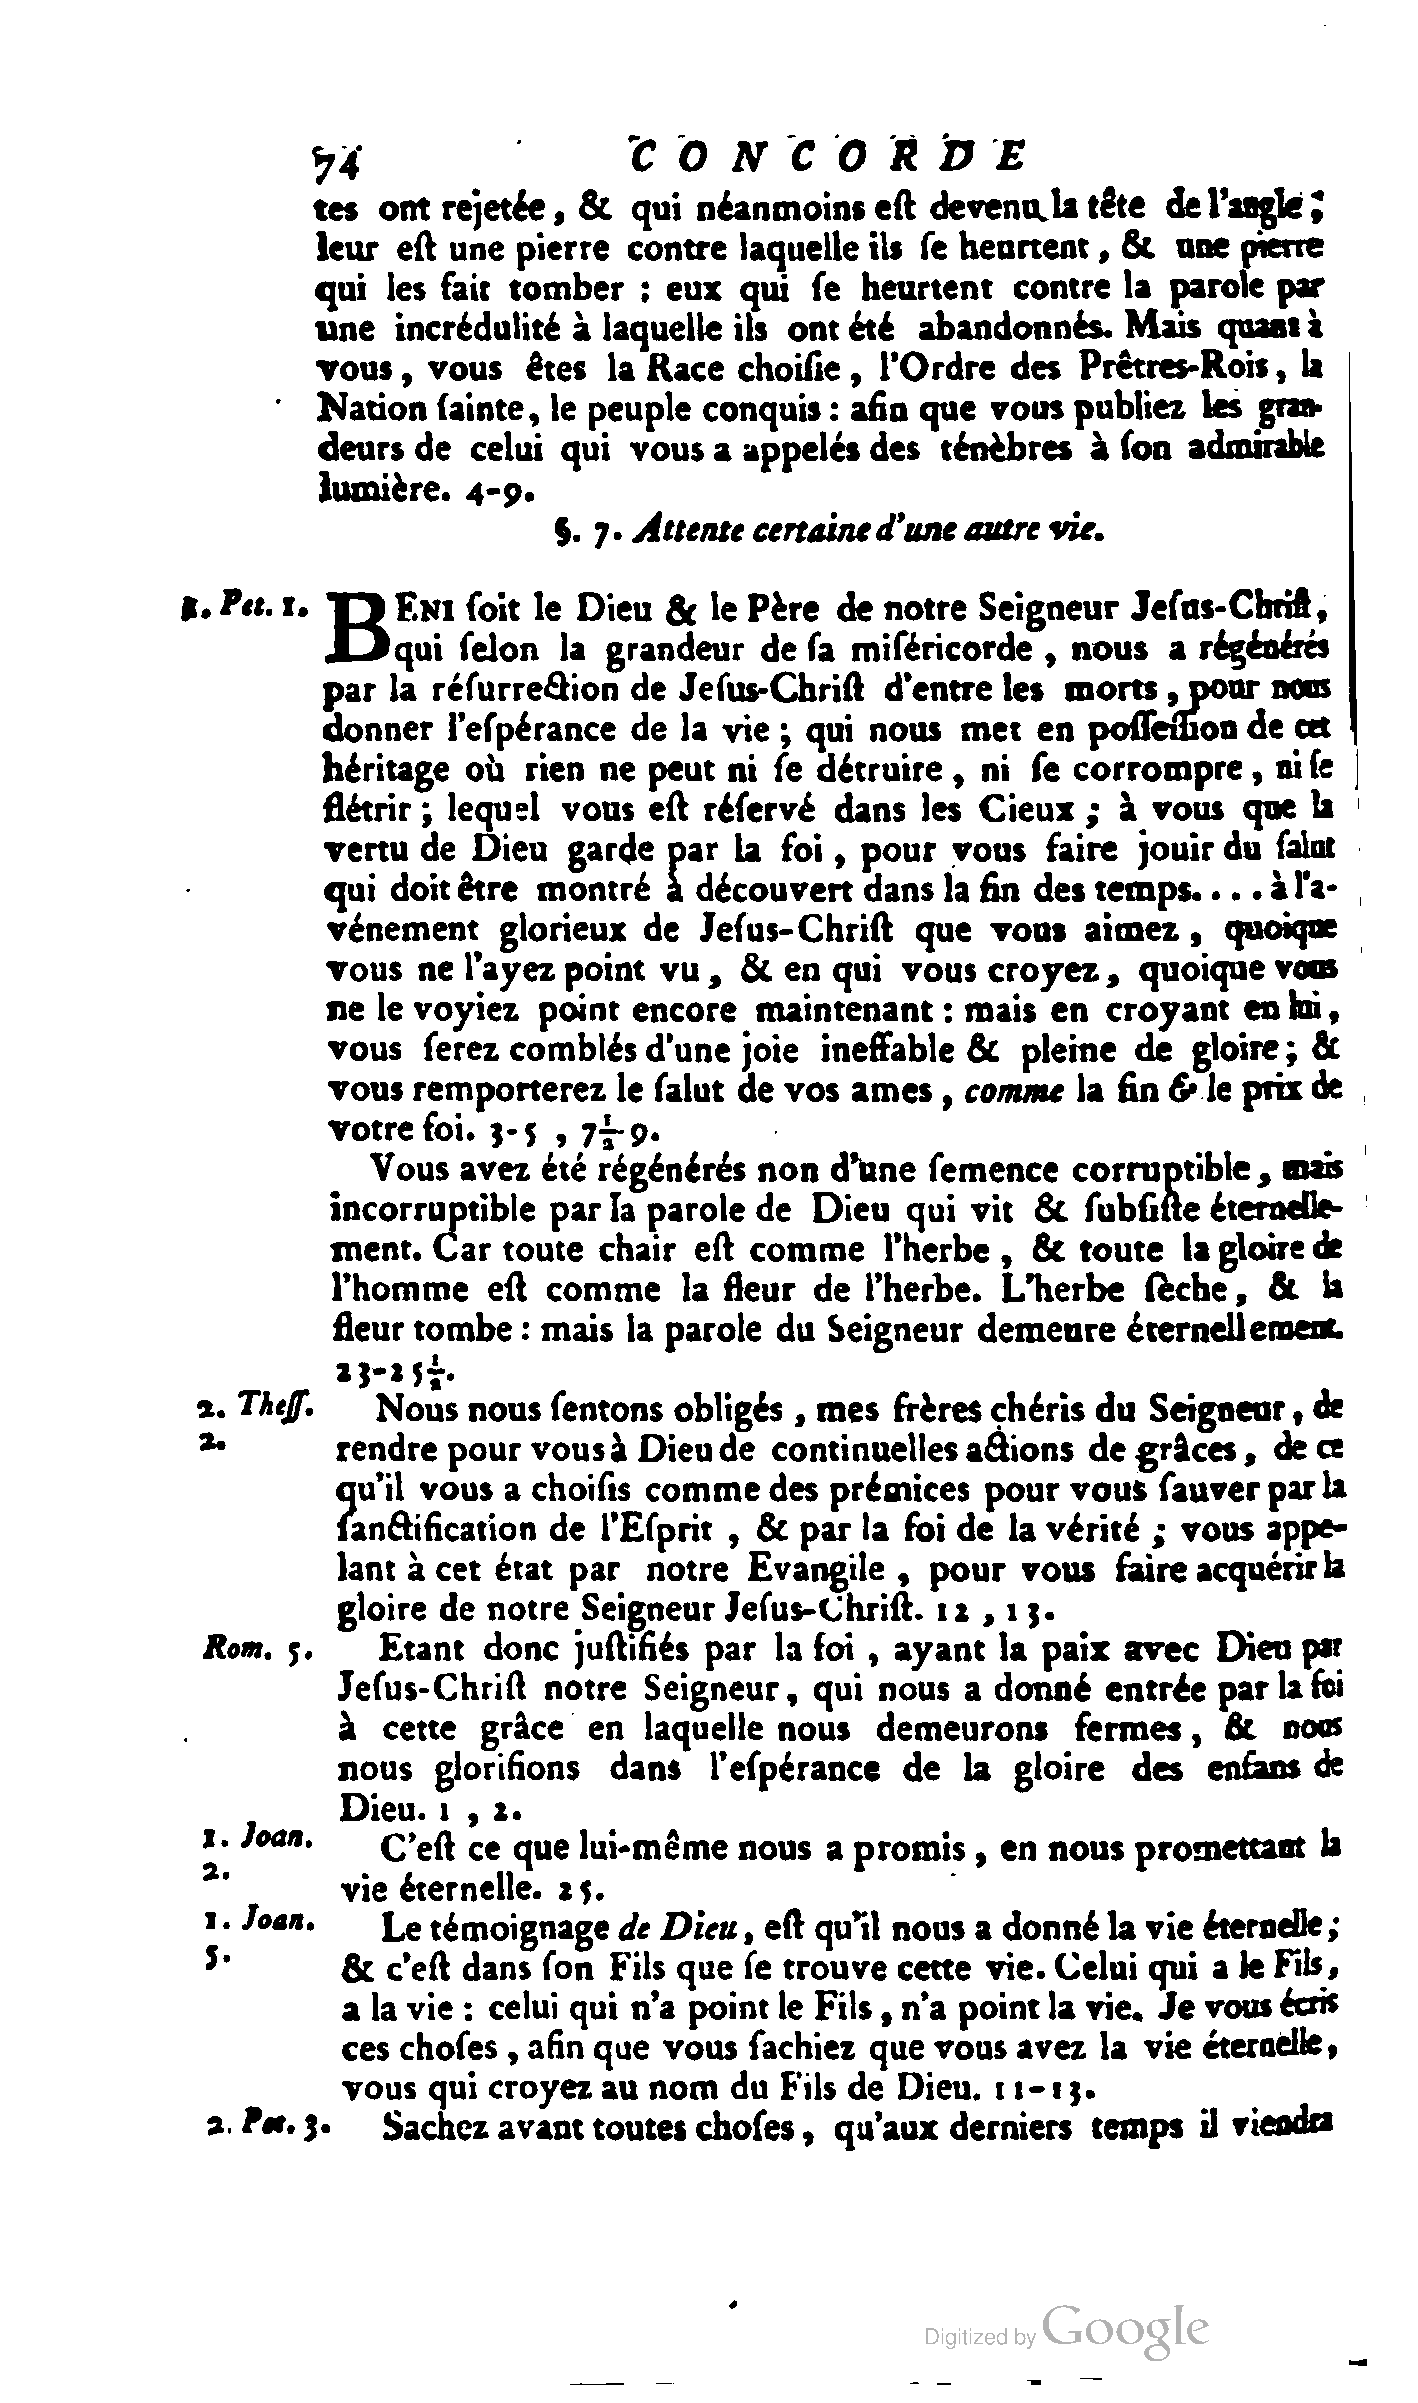 74 CONCORDE
tes ont rejetée, & qui néanmoins eſt devenu la tête de l'angle;
leur eſt une pierre contre laquelle ils ſe heurtent, & une pierre
qui les fait tomber ; eux qui ſe heurtent contre la parole par
une incrédulité à laquelle ils ont été abandonnés. Mais quant à
vous, vous êtes la Race choiſie, l'Ordre des Prêtres-Rois, la
Nation ſainte, le peuple conquis : afin que vous publiez les gran-
deurs de celui qui vous a appelés des ténèbres à ſon admirable
lumière. 4-9.
§. 7. Attente certaine d'une autre vie.
1. Pet. 1. BENI ſoit le Dieu & le Père de notre Seigneur Jeſus-Chriſt,
qui ſelon la grandeur de ſa miſéricorde, nous a régénérés
par la réſurrection de Jeſus-Chriſt d'entre les morts, pour nous
donner l'eſpérance de la vie ; qui nous met en poſſeſſion de cet
héritage où rien ne peut ni ſe détruire, ni ſe corrompre, ni ſe
flétrir ; lequel vous eſt réſervé dans les Cieux ; à vous que la
vertu de Dieu garde par la foi, pour vous faire jouir du ſalut
qui doit être montré à découvert dans la fin des temps.... à l'a-
vénement glorieux de Jeſus-Chriſt que vous aimez, quoique
vous ne l'ayez point vu, & en qui vous croyez, quoique vous
ne le voyiez point encore maintenant : mais en croyant en lui,
vous ſerez comblés d'une joie ineffable & pleine de gloire; &
vous remporterez le ſalut de vos ames, comme la fin & le prix de
votre foi. 3-5, 7½-9.
Vous avez été régénérés non d'une ſemence corruptible, mais
incorruptible par la parole de Dieu qui vit & ſubſiſte éternelle-
ment. Car toute chair eſt comme l'herbe, & toute la gloire de
l'homme eſt comme la fleur de l'herbe. L'herbe ſèche, & la
fleur tombe : mais la parole du Seigneur demeure éternellement.
23-25½.
2. Theſſ. Nous nous ſentons obligés, mes frères chéris du Seigneur, de
2. rendre pour vous à Dieu de continuelles actions de grâces, de ce
qu'il vous a choiſis comme des prémices pour vous ſauver par la
ſanctification de l'Eſprit, & par la foi de la vérité ; vous appe-
lant à cet état par notre Evangile, pour vous faire acquérir la
gloire de notre Seigneur Jeſus-Chriſt. 12, 13.
Rom. 5. Etant donc juſtifiés par la foi, ayant la paix avec Dieu par
Jeſus-Chriſt notre Seigneur, qui nous a donné entrée par la foi
à cette grâce en laquelle nous demeurons fermes, & nous
nous glorifions dans l'eſpérance de la gloire des enfans de
Dieu. 1, 2.
1. Joan. C'eſt ce que lui-même nous a promis, en nous promettant la
2. vie éternelle. 25.
1. Joan. Le témoignage de Dieu, eſt qu'il nous a donné la vie éternelle;
5. & c'eſt dans ſon Fils que ſe trouve cette vie. Celui qui a le Fils,
a la vie : celui qui n'a point le Fils, n'a point la vie. Je vous écris
ces choſes, afin que vous ſachiez que vous avez la vie éternelle,
vous qui croyez au nom du Fils de Dieu. 11-13.
2. Pet. 3. Sachez avant toutes choſes, qu'aux derniers temps il viendra
Digitized by Google